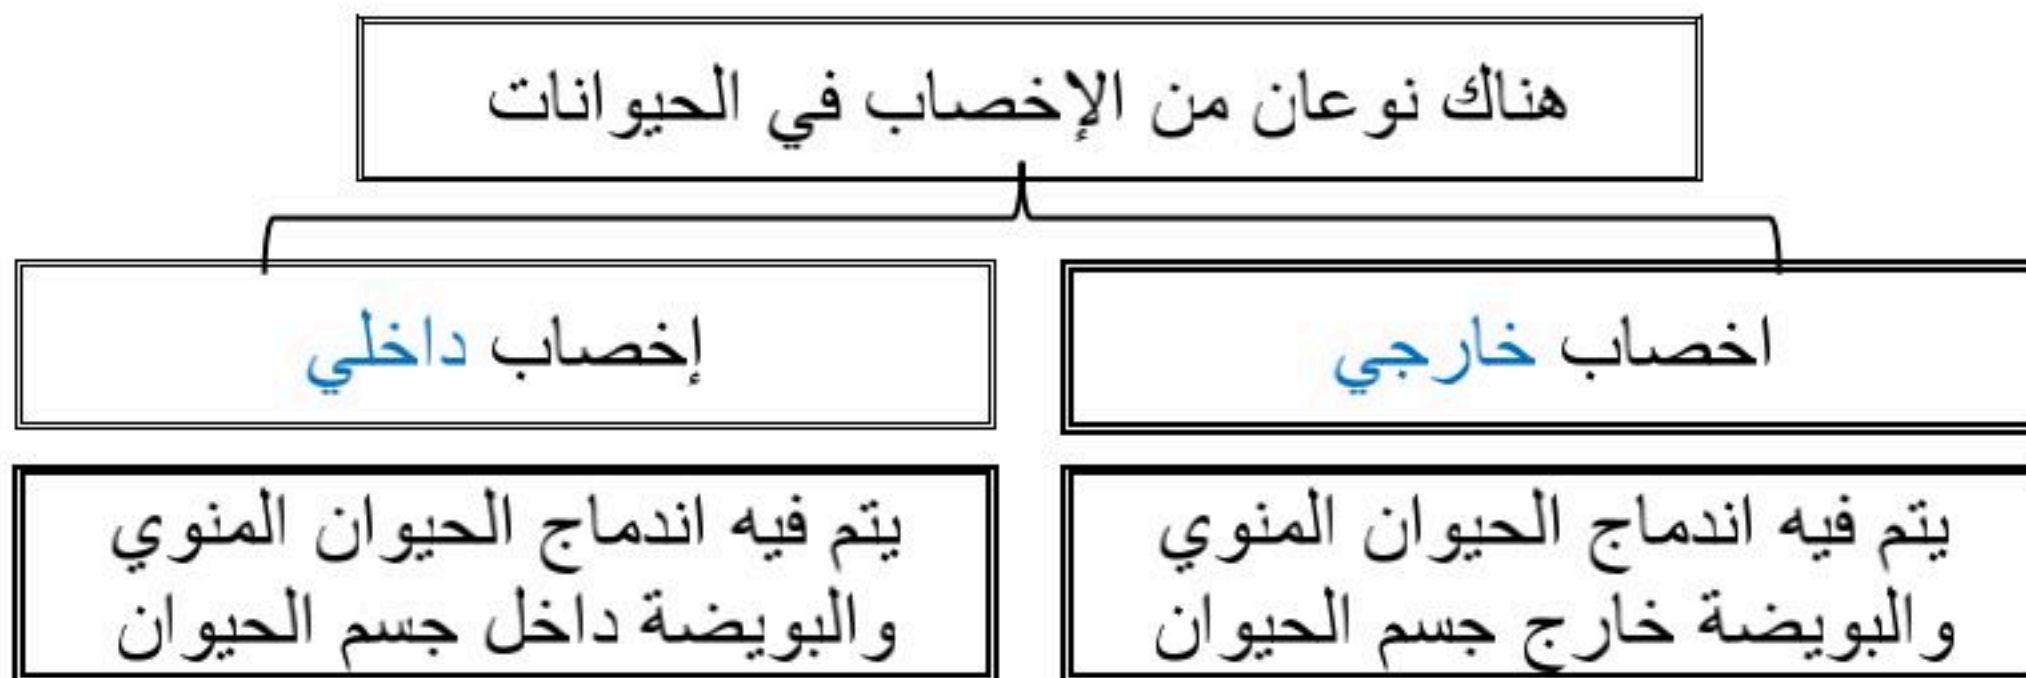 هناك نوعان من الإخصاب في الحيوانات
اخصاب خارجي
إخصاب داخلي
يتم فيه اندماج الحيوان المنوي
والبويضة خارج جسم الحيوان
يتم فيه اندماج الحيوان المنوي
والبويضة داخل جسم الحيوان